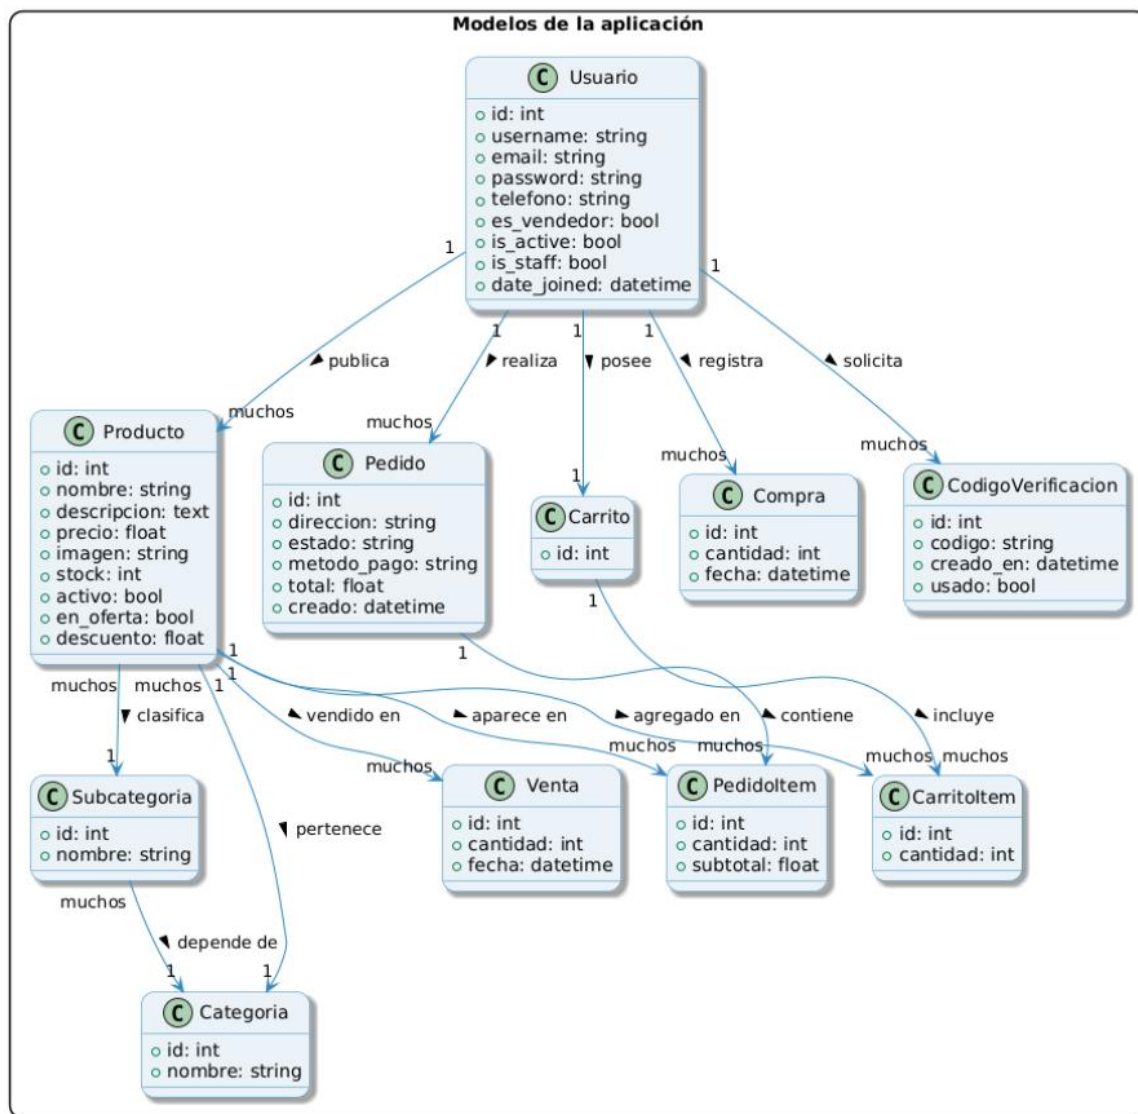 Modelos de la aplicación
C Usuario
id: int
username: string
email: string
password: string
telefono: string
es_vendedor: bool
is_active: bool
is_staff: bool
date_joined: datetime
1
1
1
1
1
publica
realiza
posee
registra
solicita
muchos
muchos
1
muchos
muchos
C Producto
id: int
nombre: string
descripcion: text
precio: float
imagen: string
stock: int
activo: bool
en_oferta: bool
descuento: float
C Pedido
id: int
direccion: string
estado: string
metodo_pago: string
total: float
creado: datetime
C Carrito
id: int
C Compra
id: int
cantidad: int
fecha: datetime
C CodigoVerificacion
id: int
codigo: string
creado_en: datetime
usado: bool
muchos
muchos
1
1
1
1
1
clasifica
vendido en
aparece en
agregado en
contiene
incluye
1
muchos
muchos
muchos
muchos
muchos
C Subcategoria
id: int
nombre: string
pertenece
C Venta
id: int
cantidad: int
fecha: datetime
C PedidoItem
id: int
cantidad: int
subtotal: float
C CarritoItem
id: int
cantidad: int
muchos
depende de
1
1
C Categoria
id: int
nombre: string